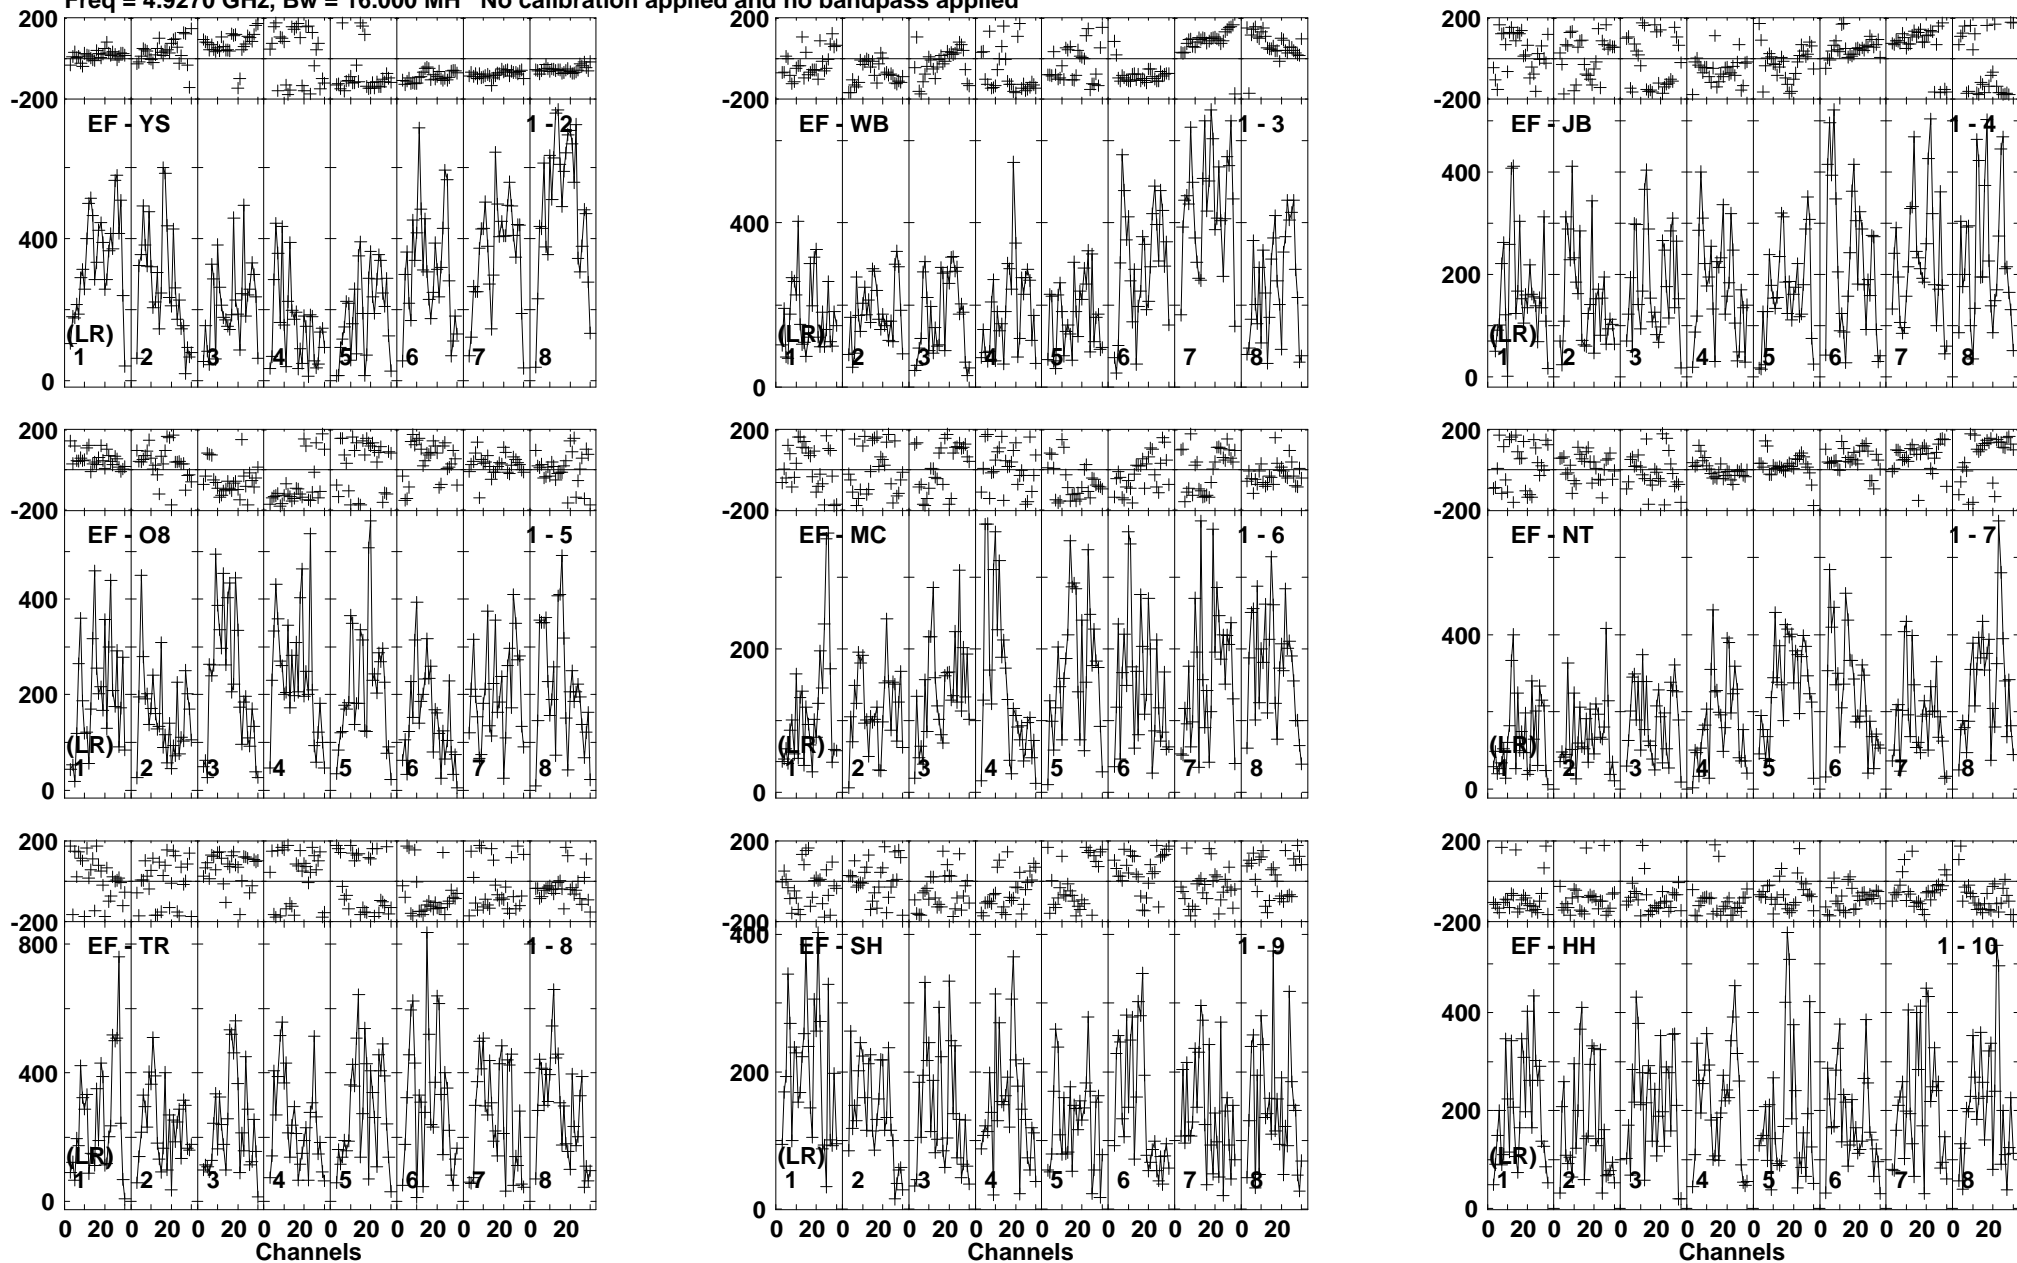 Freq = 4.9270 GHz, Bw = 16.000 MH No calibration applied and no bandpass applied
200 200 200
-200 -200 -200
EF - YS 1 - 2 EF - WB 1 - 3 EF - JB 1 - 4
400 400 400
200
(LR) (LR) (LR)
1 2 3 4 5 6 7 8 1 2 3 4 5 6 7 8 1 2 3 4 5 6 7 8
0 0 0
200 200 200
-200 -200 -200
EF - O8 1 - 5 EF - MC 1 - 6 EF - NT 1 - 7
400 200 400
200
(LR) (LR) (LR)
1 2 3 4 5 6 7 8 1 2 3 4 5 6 7 8 1 2 3 4 5 6 7 8
0 0 0
200 200 200
-200 -200 -200
800 400
EF - TR 1 - 8 EF - SH 1 - 9 EF - HH 1 - 10
400 200 400
200
(LR) (LR) (LR)
1 2 3 4 5 6 7 8 1 2 3 4 5 6 7 8 1 2 3 4 5 6 7 8
0 0 0
0 20 0 20 0 20 0 20 0 20 0 20 0 20 0 20 0 20 0 20 0 20 0 20 0 20 0 20 0 20 0 20 0 20 0 20 0 20 0 20 0 20 0 20 0 20 0 20
Channels Channels Channels